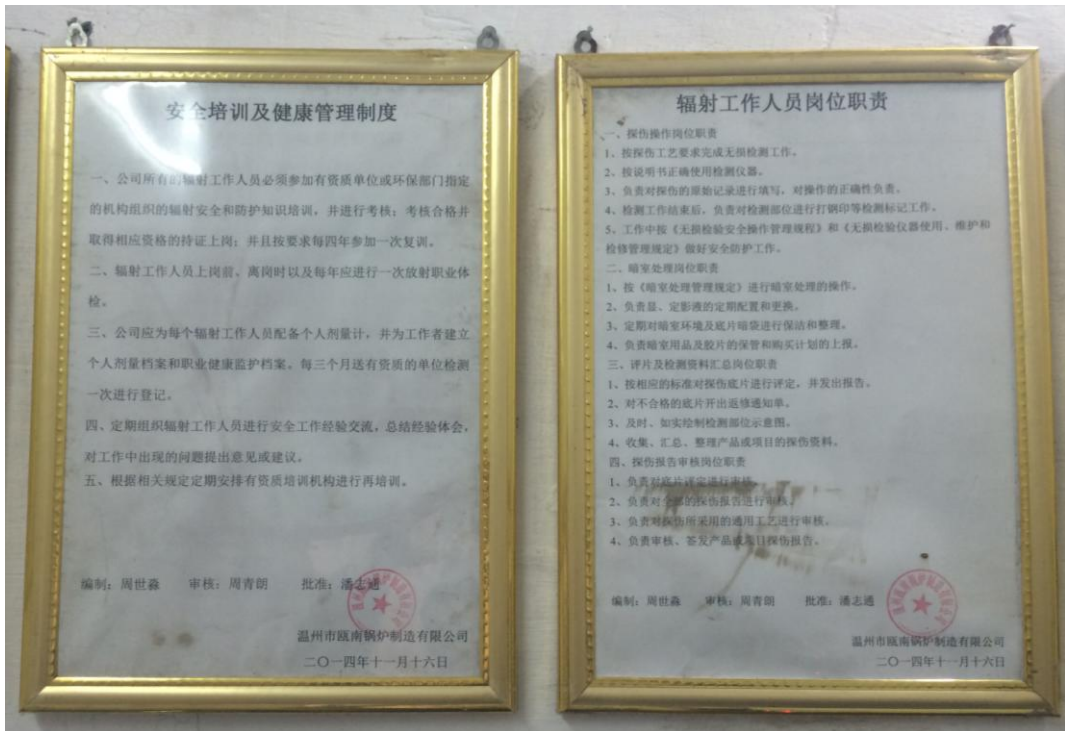 安全培训及健康管理制度
一、公司所有的辐射工作人员必须参加有资质单位或环保部门指定
的机构组织的辐射安全和防护知识培训，并进行考核；考核合格并
取得相应资格的持证上岗；并且按要求每四年参加一次复训。
二、辐射工作人员上岗前、离岗时以及每年应进行一次放射职业体
检。
三、公司应为每个辐射工作人员配备个人剂量计，并为工作者建立
个人剂量档案和职业健康监护档案。每三个月送有资质的单位检测
一次进行登记。
四、定期组织辐射工作人员进行安全工作经验交流，总结经验体会，
对工作中出现的问题提出意见或建议。
五、根据相关规定定期安排有资质培训机构进行再培训。
编制：周世淼 审核：周青朗 批准：潘志通
温州市瓯南锅炉制造有限公司
二〇一四年十一月十六日
辐射工作人员岗位职责
一、探伤操作岗位职责
1、按探伤工艺要求完成无损检测工作。
2、按说明书正确使用检测仪器。
3、负责对探伤的原始记录进行填写，对操作的正确性负责。
4、检测工作结束后，负责对检测部位进行打钢印等检测标记工作。
5、工作中按《无损检验安全操作管理规程》和《无损检验仪器使用、维护和
检修管理规定》做好安全防护工作。
二、暗室处理岗位职责
1、按《暗室处理管理规定》进行暗室处理的操作。
2、负责显、定影液的定期配置和更换。
3、定期对暗室环境及底片暗袋进行保洁和整理。
4、负责暗室用品及胶片的保管和购买计划的上报。
三、评片及检测资料汇总岗位职责
1、按相应的标准对探伤底片进行评定，并发出报告。
2、对不合格的底片开出返修通知单。
3、及时、如实绘制检测部位示意图。
4、收集、汇总、整理产品或项目的探伤资料。
四、探伤报告审核岗位职责
1、负责对底片评定进行审核。
2、负责对全部的探伤报告进行审核。
3、负责对探伤所采用的通用工艺进行审核。
4、负责审核、签发产品或项目探伤报告。
编制：周世淼 审核：周青朗 批准：潘志通
温州市瓯南锅炉制造有限公司
二〇一四年十一月十六日